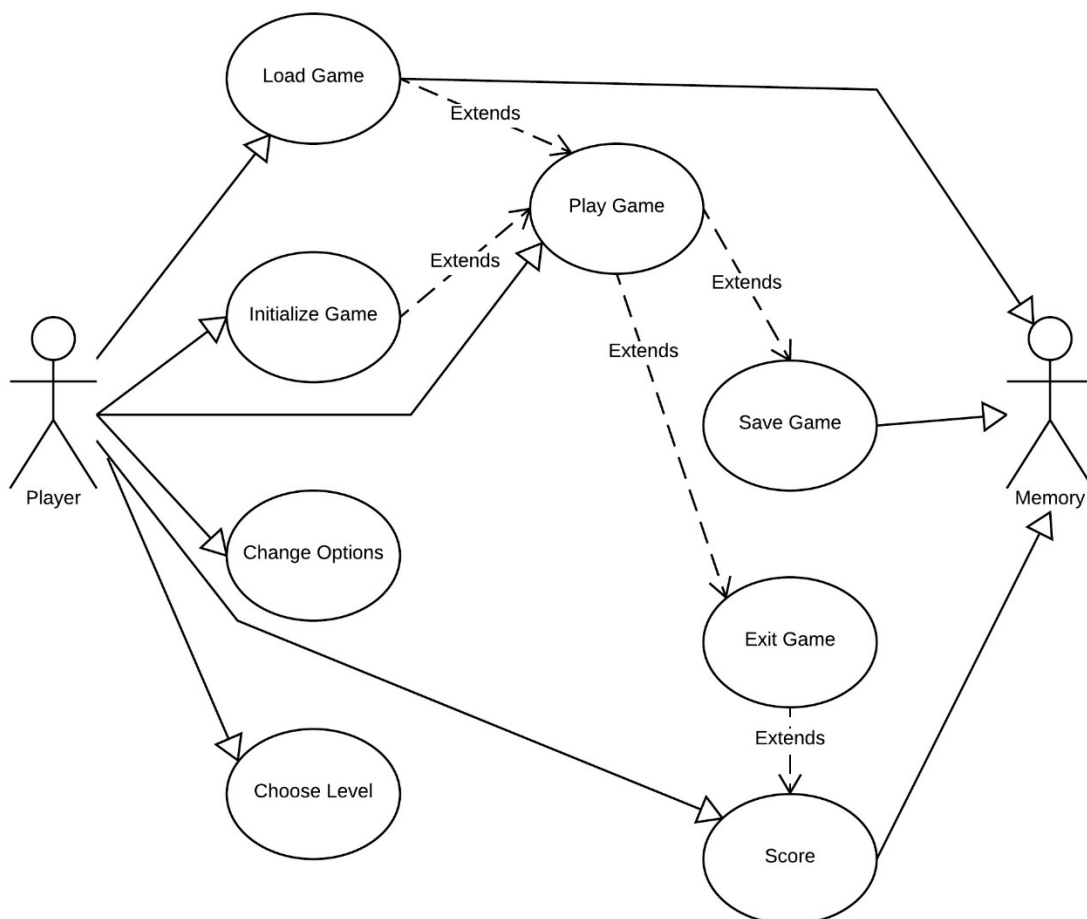 Load Game
Extends
Play Game
Extends
Initialize Game
Extends
Extends
Save Game
Player
Memory
Change Options
Exit Game
Extends
Choose Level
Score